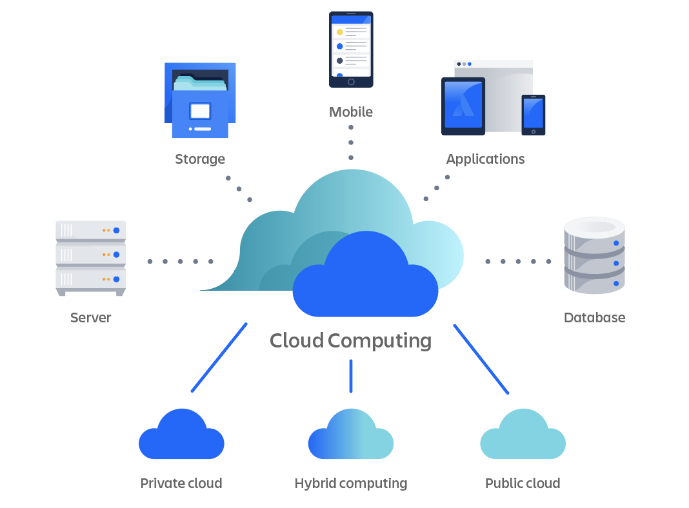 Mobile
Storage
Applications
Server
Database
Cloud Computing
Private cloud
Hybrid computing
Public cloud